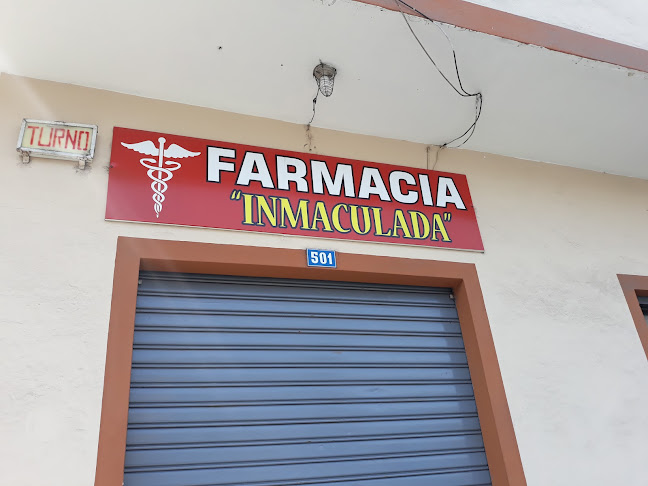 TURNO
FARMACIA
"INMACULADA"
501